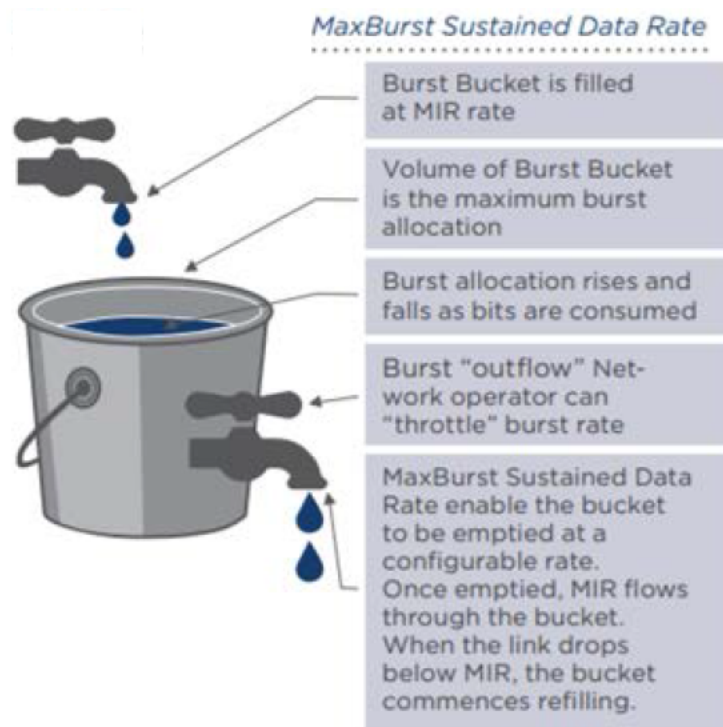 MaxBurst Sustained Data Rate
Burst Bucket is filled
at MIR rate
Volume of Burst Bucket
is the maximum burst
allocation
Burst allocation rises and
falls as bits are consumed
Burst “outflow” Net-
work operator can
“throttle” burst rate
MaxBurst Sustained Data
Rate enable the bucket
to be emptied at a
configurable rate.
Once emptied, MIR flows
through the bucket.
When the link drops
below MIR, the bucket
commences refilling.